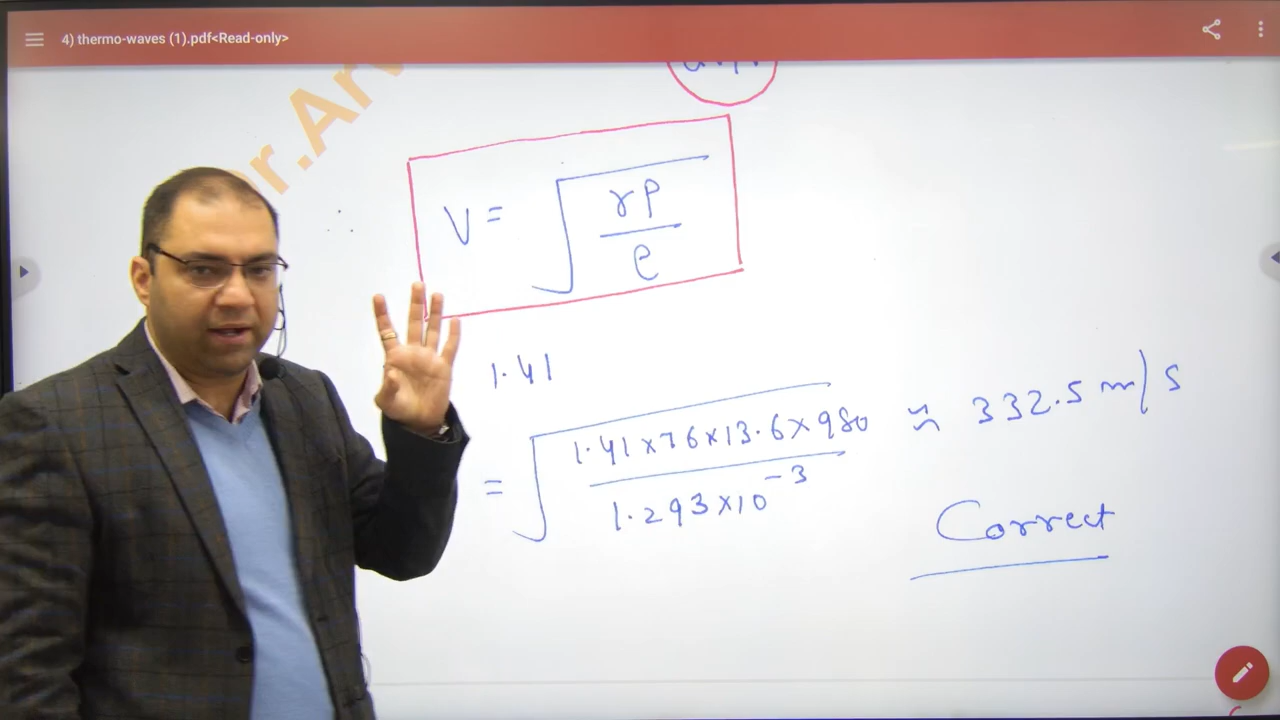 4) thermo-waves (1).pdf<Read-only>
r.Ar
V = √(γP/ρ)
1.41
= √(1.41×76×13.6×980/1.293×10⁻³) ≈ 332.5 m/s
Correct